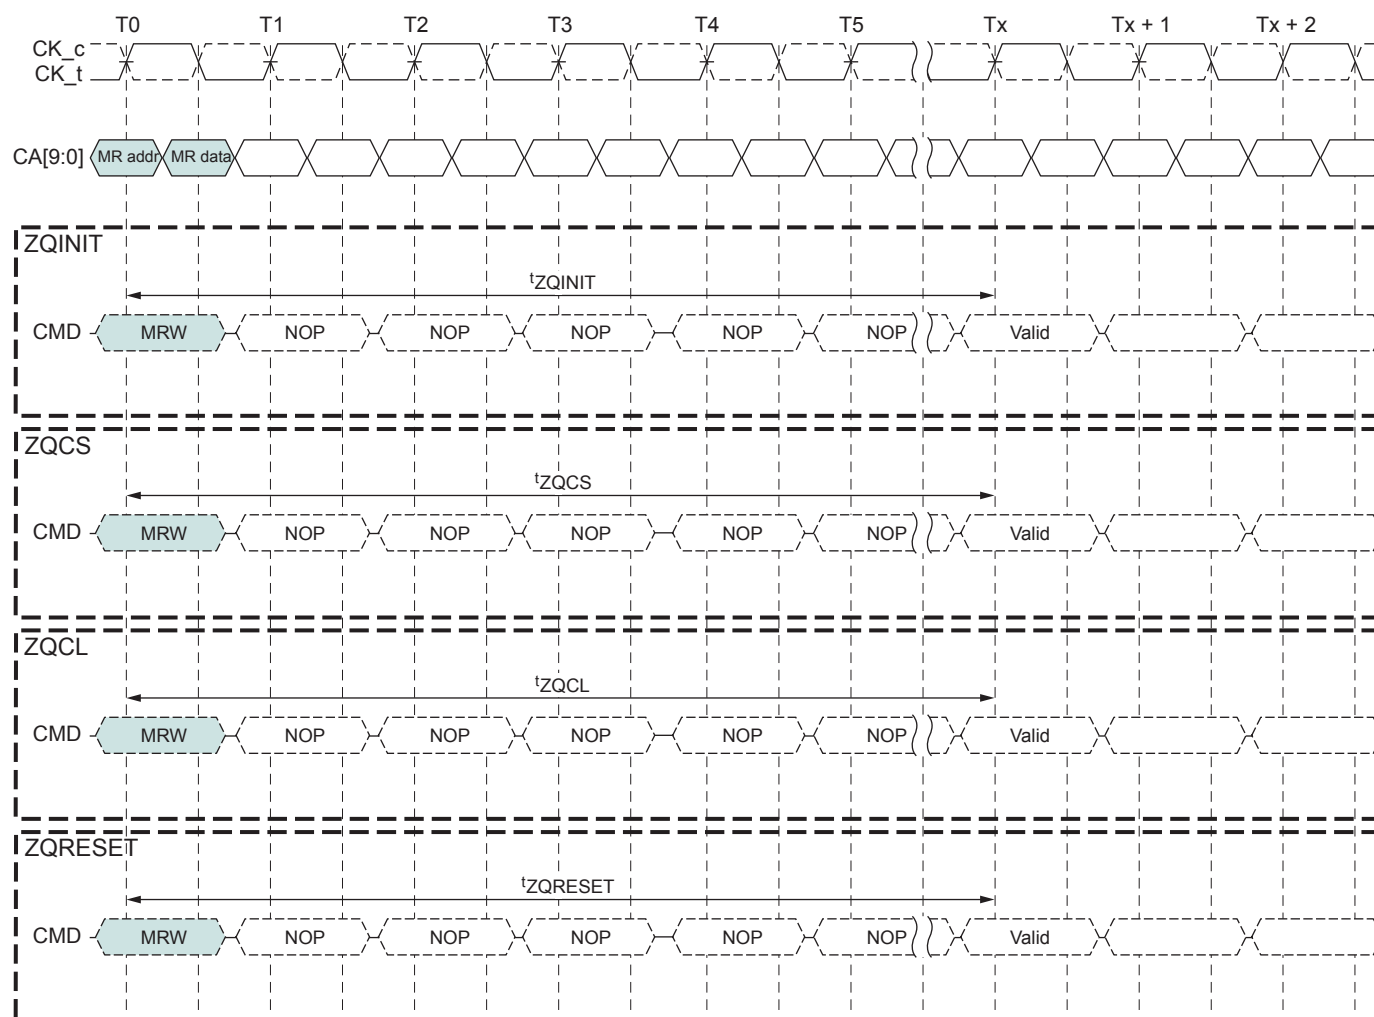 T0 T1 T2 T3 T4 T5 Tx Tx + 1 Tx + 2
CK_c
CK_t
CA[9:0] MR addr MR data
ZQINIT
tZQINIT
CMD MRW NOP NOP NOP NOP NOP Valid
ZQCS
tZQCS
CMD MRW NOP NOP NOP NOP NOP Valid
ZQCL
tZQCL
CMD MRW NOP NOP NOP NOP NOP Valid
ZQRESET
tZQRESET
CMD MRW NOP NOP NOP NOP NOP Valid